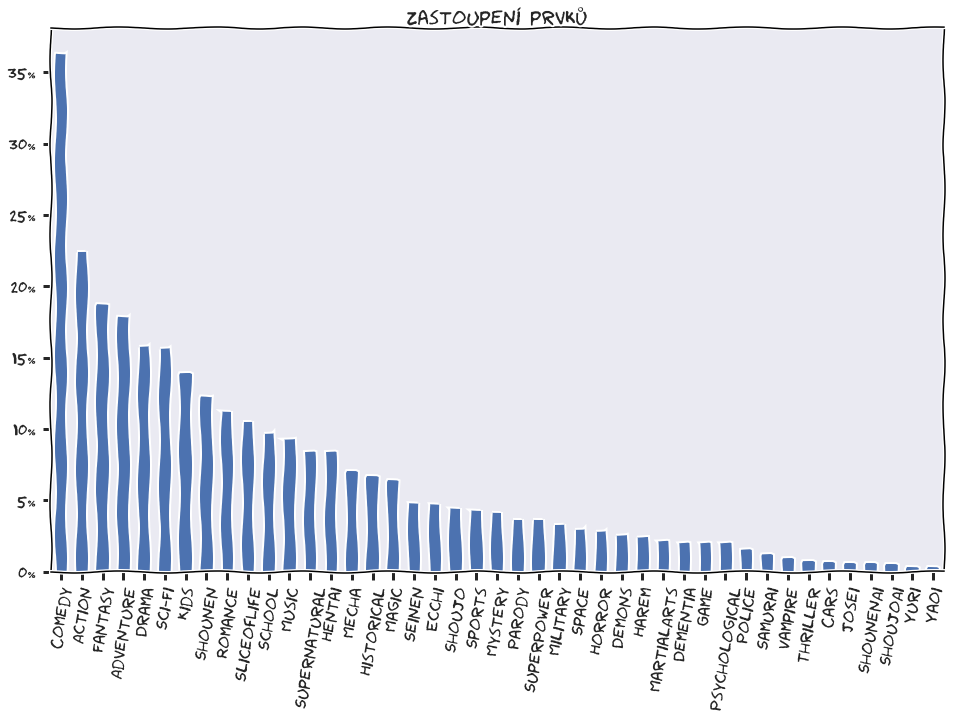 ZASTOUPENÍ PRVKŮ
35%
30%
25%
20%
15%
10%
5%
0%
COMEDY
ACTION
FANTASY
ADVENTURE
DRAMA
SCI-FI
KIDS
SHOUNEN
ROMANCE
SLICEOFLIFE
SCHOOL
MUSIC
SUPERNATURAL
HENTAI
MECHA
HISTORICAL
MAGIC
SEINEN
ECCHI
SHOUJO
SPORTS
MYSTERY
PARODY
SUPERPOWER
MILITARY
SPACE
HORROR
DEMONS
HAREM
MARTIALARTS
DEMENTIA
GAME
PSYCHOLOGICAL
POLICE
SAMURAI
VAMPIRE
THRILLER
CARS
JOSEI
SHOUNENAI
SHOUJOAI
YURI
YAOI